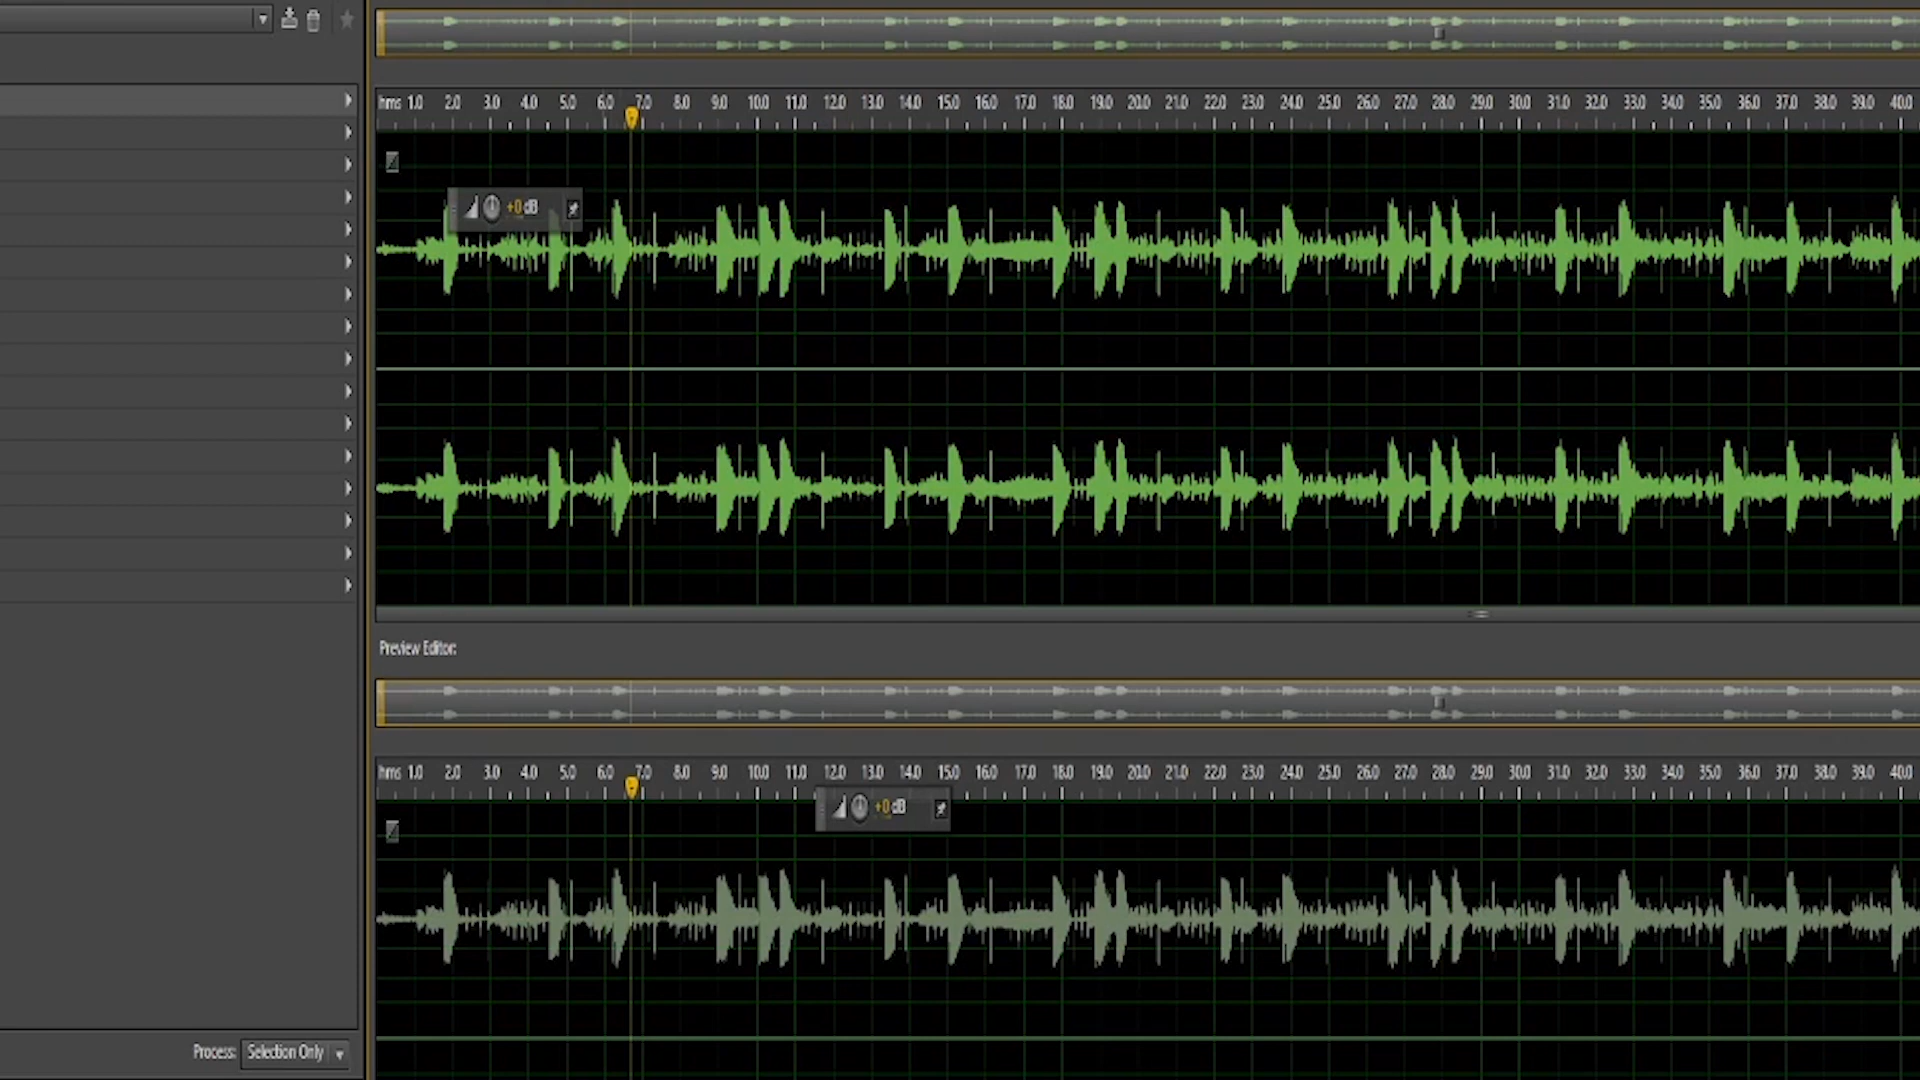 hms 1.0 2.0 3.0 4.0 5.0 6.0 7.0 8.0 9.0 10.0 11.0 12.0 13.0 14.0 15.0 16.0 17.0 18.0 19.0 20.0 21.0 22.0 23.0 24.0 25.0 26.0 27.0 28.0 29.0 30.0 31.0 32.0 33.0 34.0 35.0 36.0 37.0 38.0 39.0 40.0
+0 dB
Preview Editor:
hms 1.0 2.0 3.0 4.0 5.0 6.0 7.0 8.0 9.0 10.0 11.0 12.0 13.0 14.0 15.0 16.0 17.0 18.0 19.0 20.0 21.0 22.0 23.0 24.0 25.0 26.0 27.0 28.0 29.0 30.0 31.0 32.0 33.0 34.0 35.0 36.0 37.0 38.0 39.0 40.0
+0 dB
Process: Selection Only